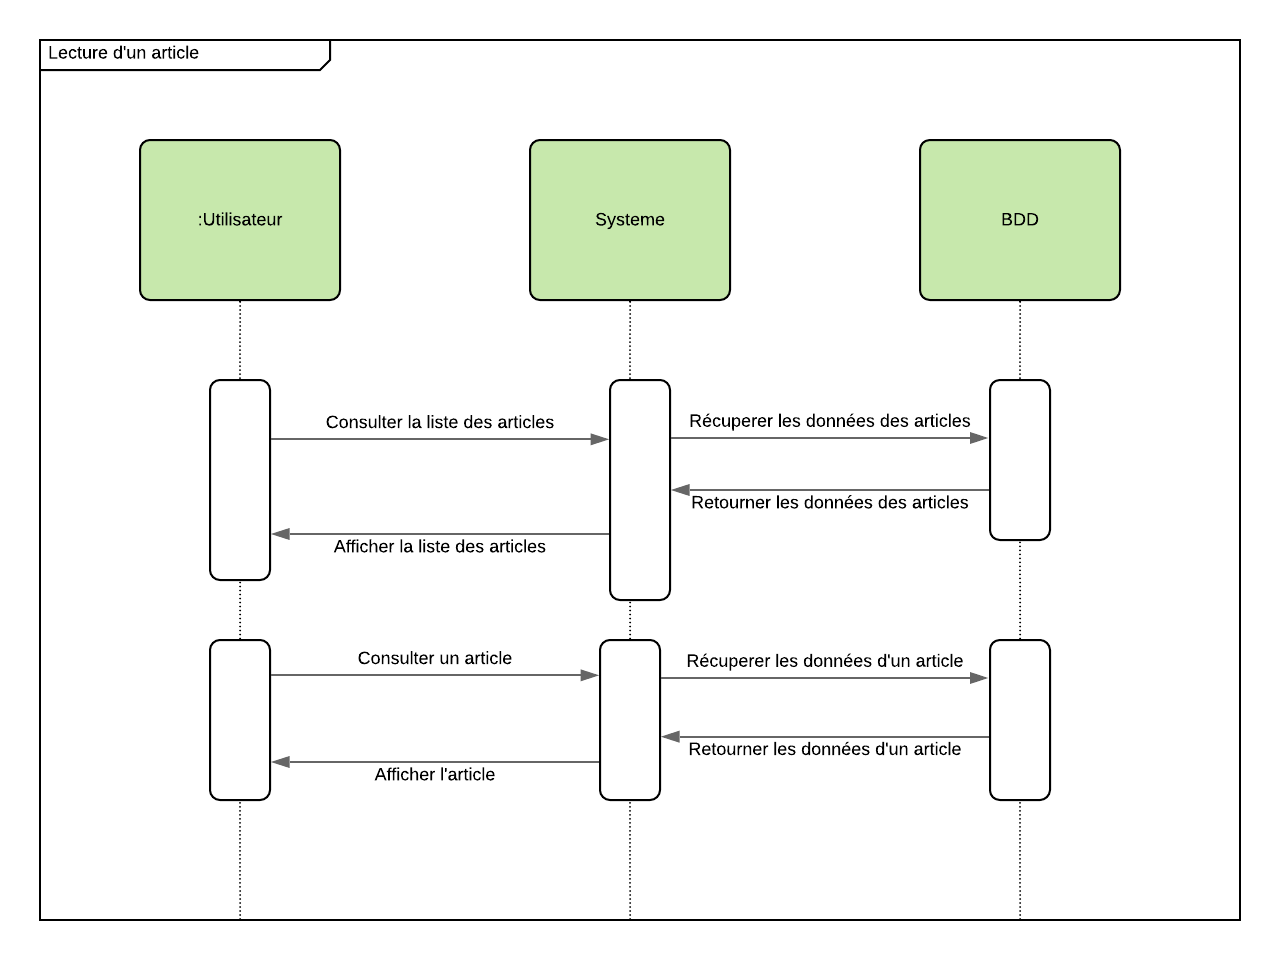 Lecture d'un article
:Utilisateur
Systeme
BDD
Consulter la liste des articles
Récuperer les données des articles
Retourner les données des articles
Afficher la liste des articles
Consulter un article
Récuperer les données d'un article
Retourner les données d'un article
Afficher l'article